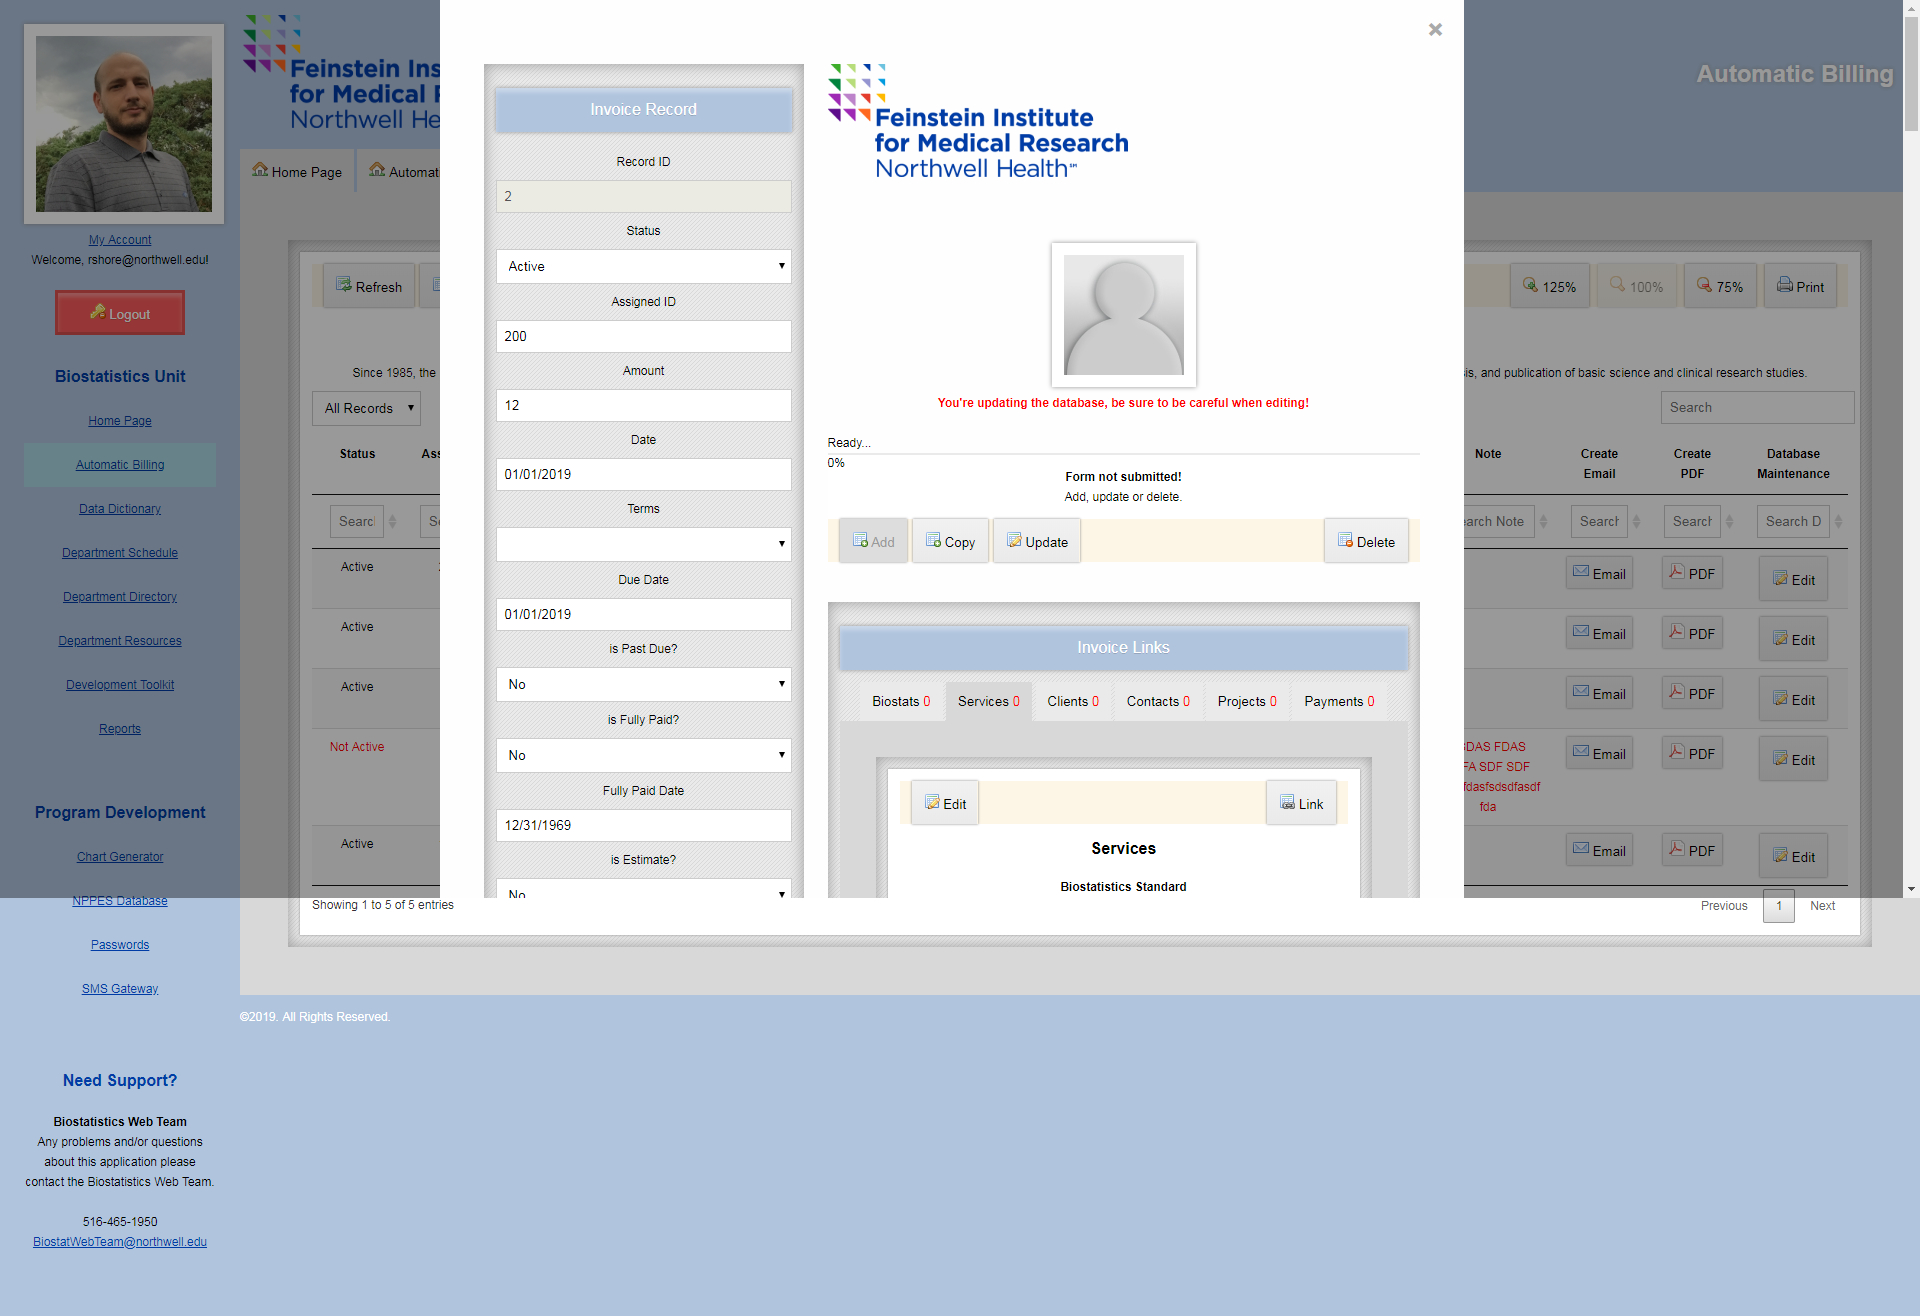 My Account
Welcome, rshore@northwell.edu!
Logout
Biostatistics Unit
Home Page
Automatic Billing
Data Dictionary
Department Schedule
Department Directory
Department Resources
Development Toolkit
Reports
Program Development
Chart Generator
NPPES Database
Passwords
SMS Gateway
Need Support?
Biostatistics Web Team
Any problems and/or questions
about this application please
contact the Biostatistics Web Team.
516-465-1950
BiostatWebTeam@northwell.edu
Feinstein Ins
for Medical
Northwell He
Automatic Billing
Home Page
Automat
Refresh
125%
100%
75%
Print
Since 1985, the
and publication of basic science and clinical research studies.
All Records
Search
Status
Note
Create Email
Create PDF
Database Maintenance
Search
Search Note
Search
Search
Search D
Active
Email PDF Edit
Active
Email PDF Edit
Active
Email PDF Edit
Not Active
DAS FDAS
FA SDF SDF
fdasfsdsdfasdf
fda
Email PDF Edit
Active
Email PDF Edit
Showing 1 to 5 of 5 entries
Previous 1 Next
©2019. All Rights Reserved.
×
Invoice Record
Record ID
2
Status
Active
Assigned ID
200
Amount
12
Date
01/01/2019
Terms
Due Date
01/01/2019
is Past Due?
No
is Fully Paid?
No
Fully Paid Date
12/31/1969
is Estimate?
No
Feinstein Institute
for Medical Research
Northwell Health℠
You're updating the database, be sure to be careful when editing!
Ready...
0%
Form not submitted!
Add, update or delete.
Add
Copy
Update
Delete
Invoice Links
Biostats 0
Services 0
Clients 0
Contacts 0
Projects 0
Payments 0
Edit
Link
Services
Biostatistics Standard